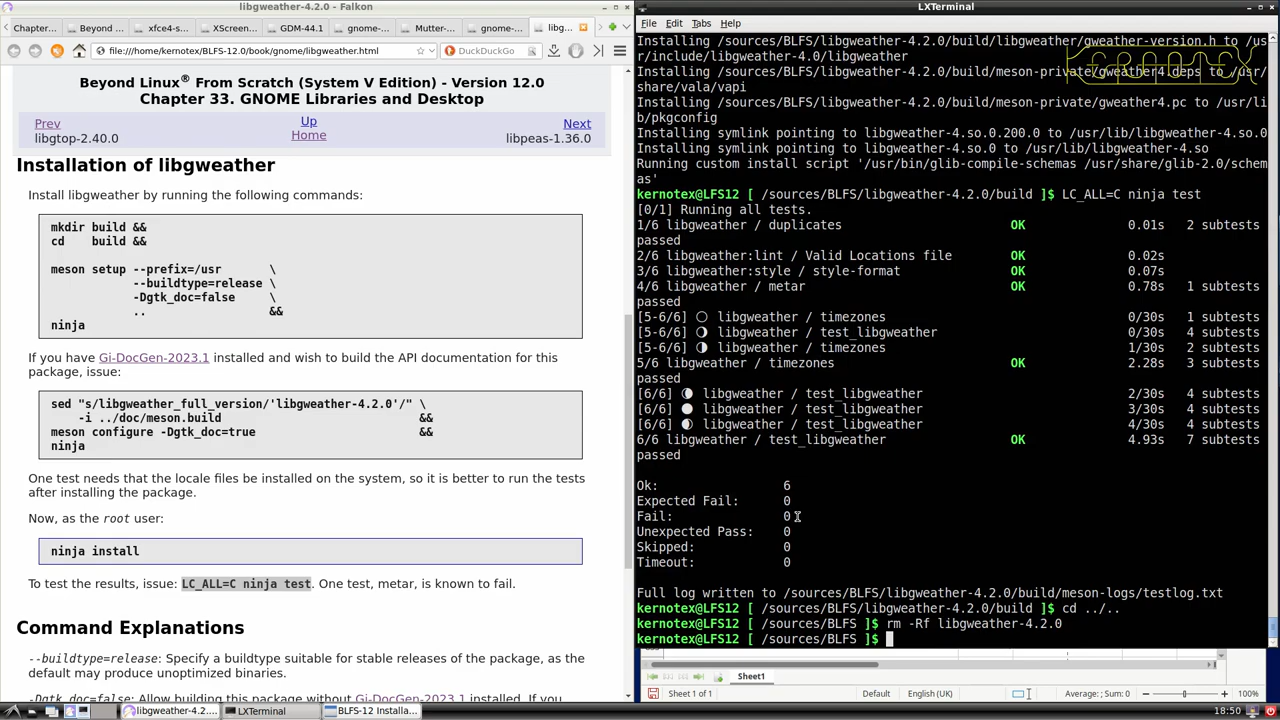 libgweather-4.2.0 - Falkon
Chapter...
Beyond ...
xfce4-s...
XScreen...
GDM-44.1
gnome-...
Mutter-...
gnome-...
libg...
file:///home/kernotex/BLFS-12.0/book/gnome/libgweather.html
DuckDuckGo
Beyond Linux® From Scratch (System V Edition) - Version 12.0
Chapter 33. GNOME Libraries and Desktop
Prev
Up
Next
libgtop-2.40.0
Home
libpeas-1.36.0
Installation of libgweather
Install libgweather by running the following commands:
mkdir build &&
cd    build &&
meson setup --prefix=/usr       \
--buildtype=release \
-Dgtk_doc=false     \
..                  &&
ninja
If you have Gi-DocGen-2023.1 installed and wish to build the API documentation for this
package, issue:
sed "s/libgweather_full_version/'libgweather-4.2.0'/" \
-i ../doc/meson.build                             &&
meson configure -Dgtk_doc=true                        &&
ninja
One test needs that the locale files be installed on the system, so it is better to run the tests
after installing the package.
Now, as the root user:
ninja install
To test the results, issue: LC_ALL=C ninja test. One test, metar, is known to fail.
Command Explanations
--buildtype=release: Specify a buildtype suitable for stable releases of the package, as the
default may produce unoptimized binaries.
LXTerminal
File Edit Tabs Help
Installing /sources/BLFS/libgweather-4.2.0/build/libgweather/gweather-version.h to /us
r/include/libgweather-4.0/libgweather
Installing /sources/BLFS/libgweather-4.2.0/build/meson-private/gweather4.deps to /usr/
share/vala/vapi
Installing /sources/BLFS/libgweather-4.2.0/build/meson-private/gweather4.pc to /usr/li
b/pkgconfig
Installing symlink pointing to libgweather-4.so.0.200.0 to /usr/lib/libgweather-4.so.0
Installing symlink pointing to libgweather-4.so.0 to /usr/lib/libgweather-4.so
Running custom install script '/usr/bin/glib-compile-schemas /usr/share/glib-2.0/schem
as'
kernotex@LFS12 [ /sources/BLFS/libgweather-4.2.0/build ]$ LC_ALL=C ninja test
[0/1] Running all tests.
1/6 libgweather / duplicates OK 0.01s 2 subtests
passed
2/6 libgweather:lint / Valid Locations file OK 0.02s
3/6 libgweather:style / style-format OK 0.07s
4/6 libgweather / metar OK 0.78s 1 subtests
passed
[5-6/6] 🌕 libgweather / timezones 0/30s 1 subtests
[5-6/6] 🌖 libgweather / test_libgweather 0/30s 4 subtests
[5-6/6] 🌗 libgweather / timezones 1/30s 2 subtests
5/6 libgweather / timezones OK 2.28s 3 subtests
passed
[6/6] 🌘 libgweather / test_libgweather 2/30s 4 subtests
[6/6] 🌑 libgweather / test_libgweather 3/30s 4 subtests
[6/6] 🌒 libgweather / test_libgweather 4/30s 4 subtests
6/6 libgweather / test_libgweather OK 4.93s 7 subtests
passed
Ok: 6
Expected Fail: 0
Fail: 0
Unexpected Pass: 0
Skipped: 0
Timeout: 0
Full log written to /sources/BLFS/libgweather-4.2.0/build/meson-logs/testlog.txt
kernotex@LFS12 [ /sources/BLFS/libgweather-4.2.0/build ]$ cd ../..
kernotex@LFS12 [ /sources/BLFS ]$ rm -Rf libgweather-4.2.0
kernotex@LFS12 [ /sources/BLFS ]$
KERNOTEX
Sheet1
Sheet 1 of 1
Default
English (UK)
Average: ; Sum: 0
100%
libgweather-4.2....
LXTerminal
BLFS-12 Installa...
18:50